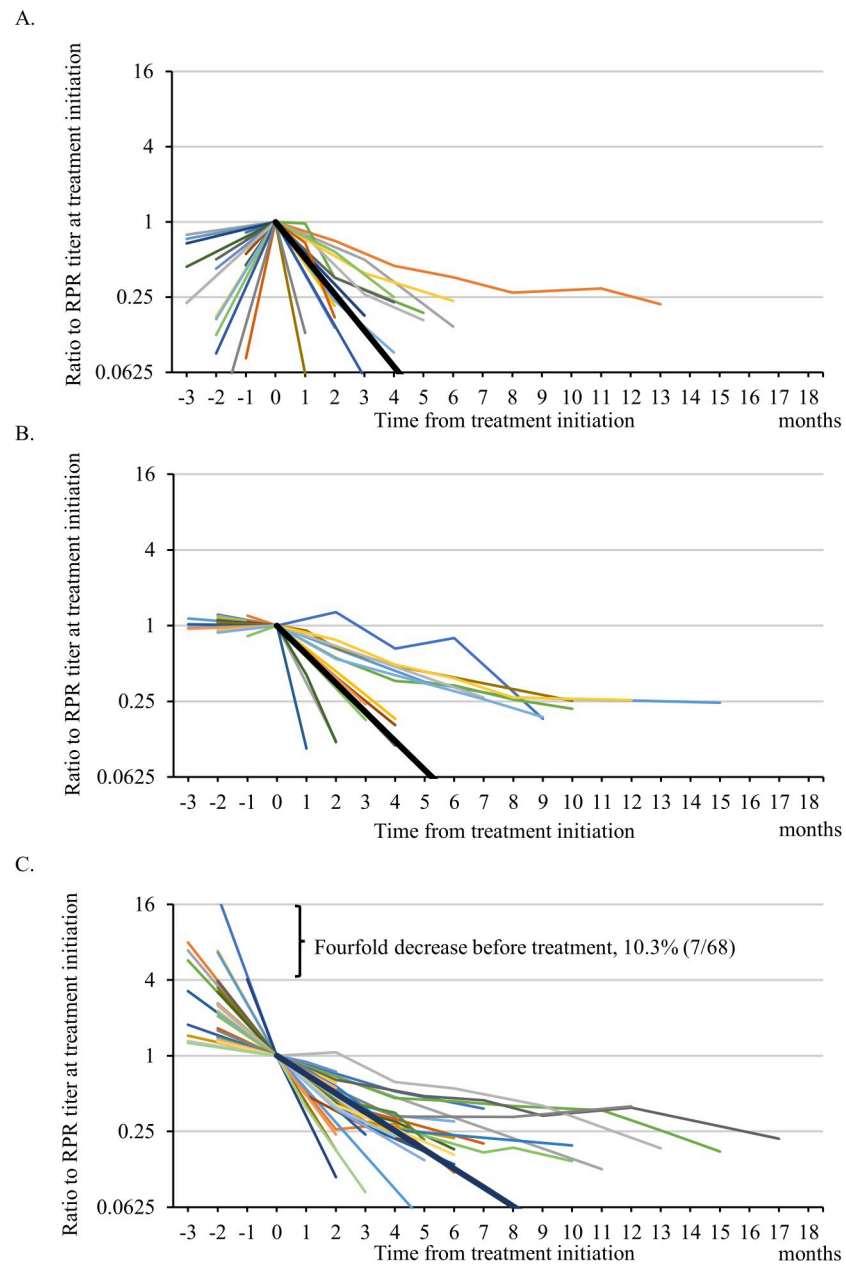 A.
Ratio to RPR titer at treatment initiation
16
4
1
0.25
0.0625
-3 -2 -1 0 1 2 3 4 5 6 7 8 9 10 11 12 13 14 15 16 17 18
Time from treatment initiation months
B.
Ratio to RPR titer at treatment initiation
16
4
1
0.25
0.0625
-3 -2 -1 0 1 2 3 4 5 6 7 8 9 10 11 12 13 14 15 16 17 18
Time from treatment initiation months
C.
Ratio to RPR titer at treatment initiation
16
Fourfold decrease before treatment, 10.3% (7/68)
4
1
0.25
0.0625
-3 -2 -1 0 1 2 3 4 5 6 7 8 9 10 11 12 13 14 15 16 17 18
Time from treatment initiation months